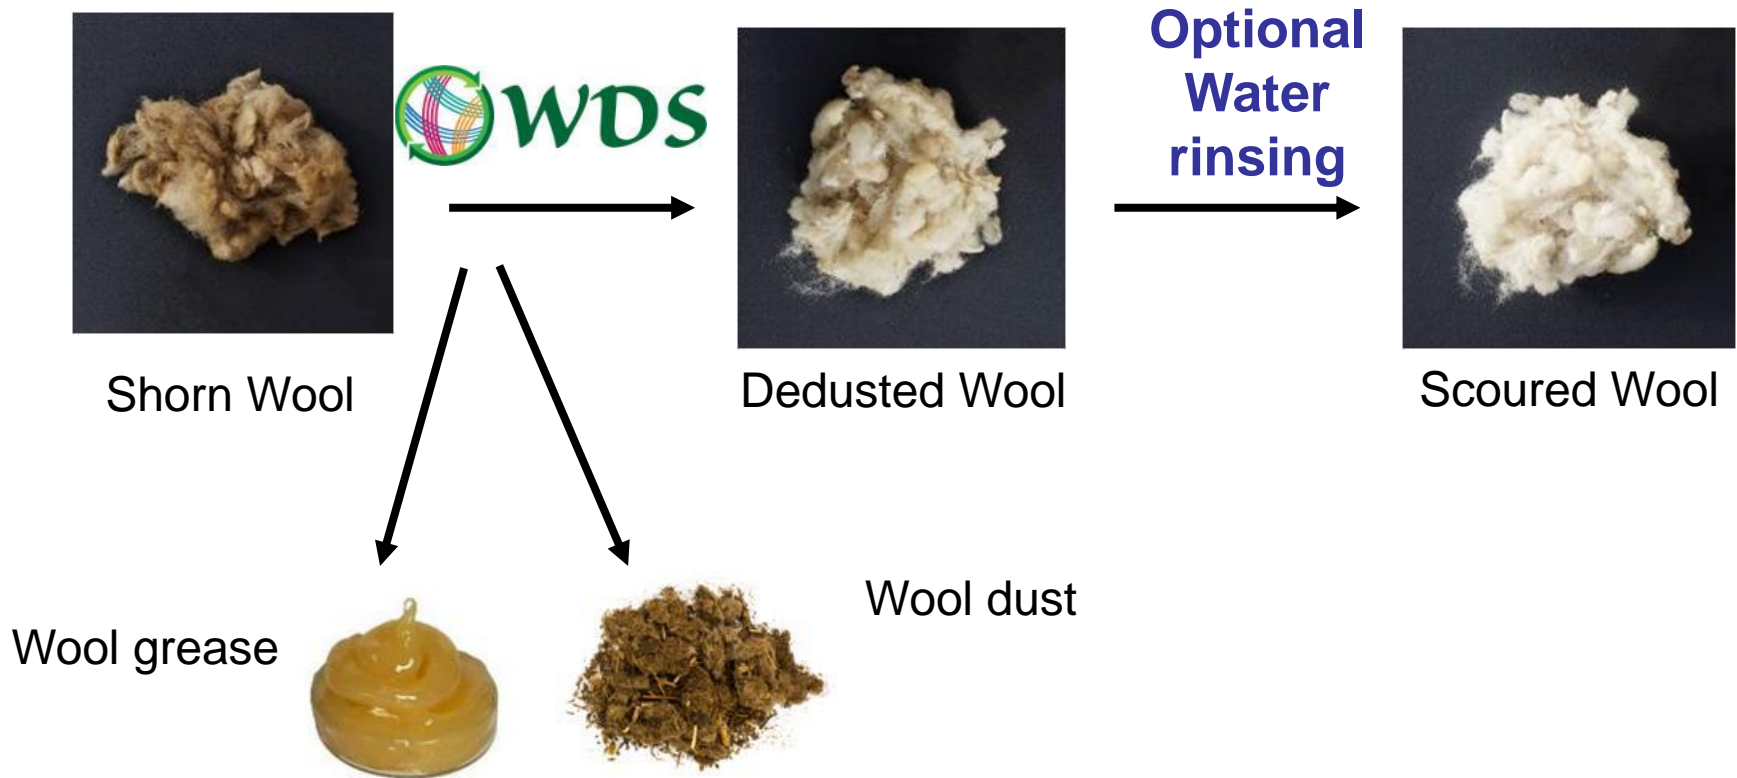 WDS
Optional
Water
rinsing
Shorn Wool
Dedusted Wool
Scoured Wool
Wool grease
Wool dust